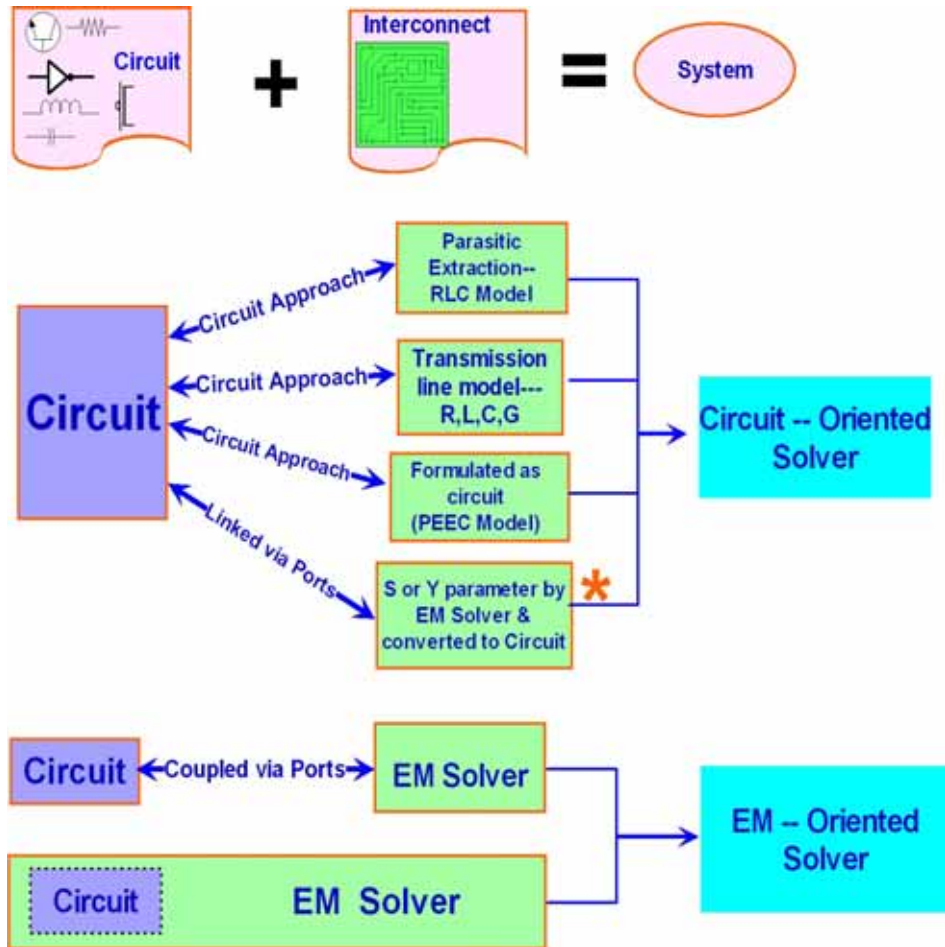 Circuit
Interconnect
System
+
=
Circuit
Circuit Approach
Circuit Approach
Circuit Approach
Linked via Ports
Parasitic
Extraction--
RLC Model
Transmission
line model---
R,L,C,G
Formulated as
circuit
(PEEC Model)
S or Y parameter by
EM Solver &
converted to Circuit
*
Circuit -- Oriented
Solver
Circuit
Coupled via Ports
EM Solver
Circuit
EM Solver
EM -- Oriented
Solver